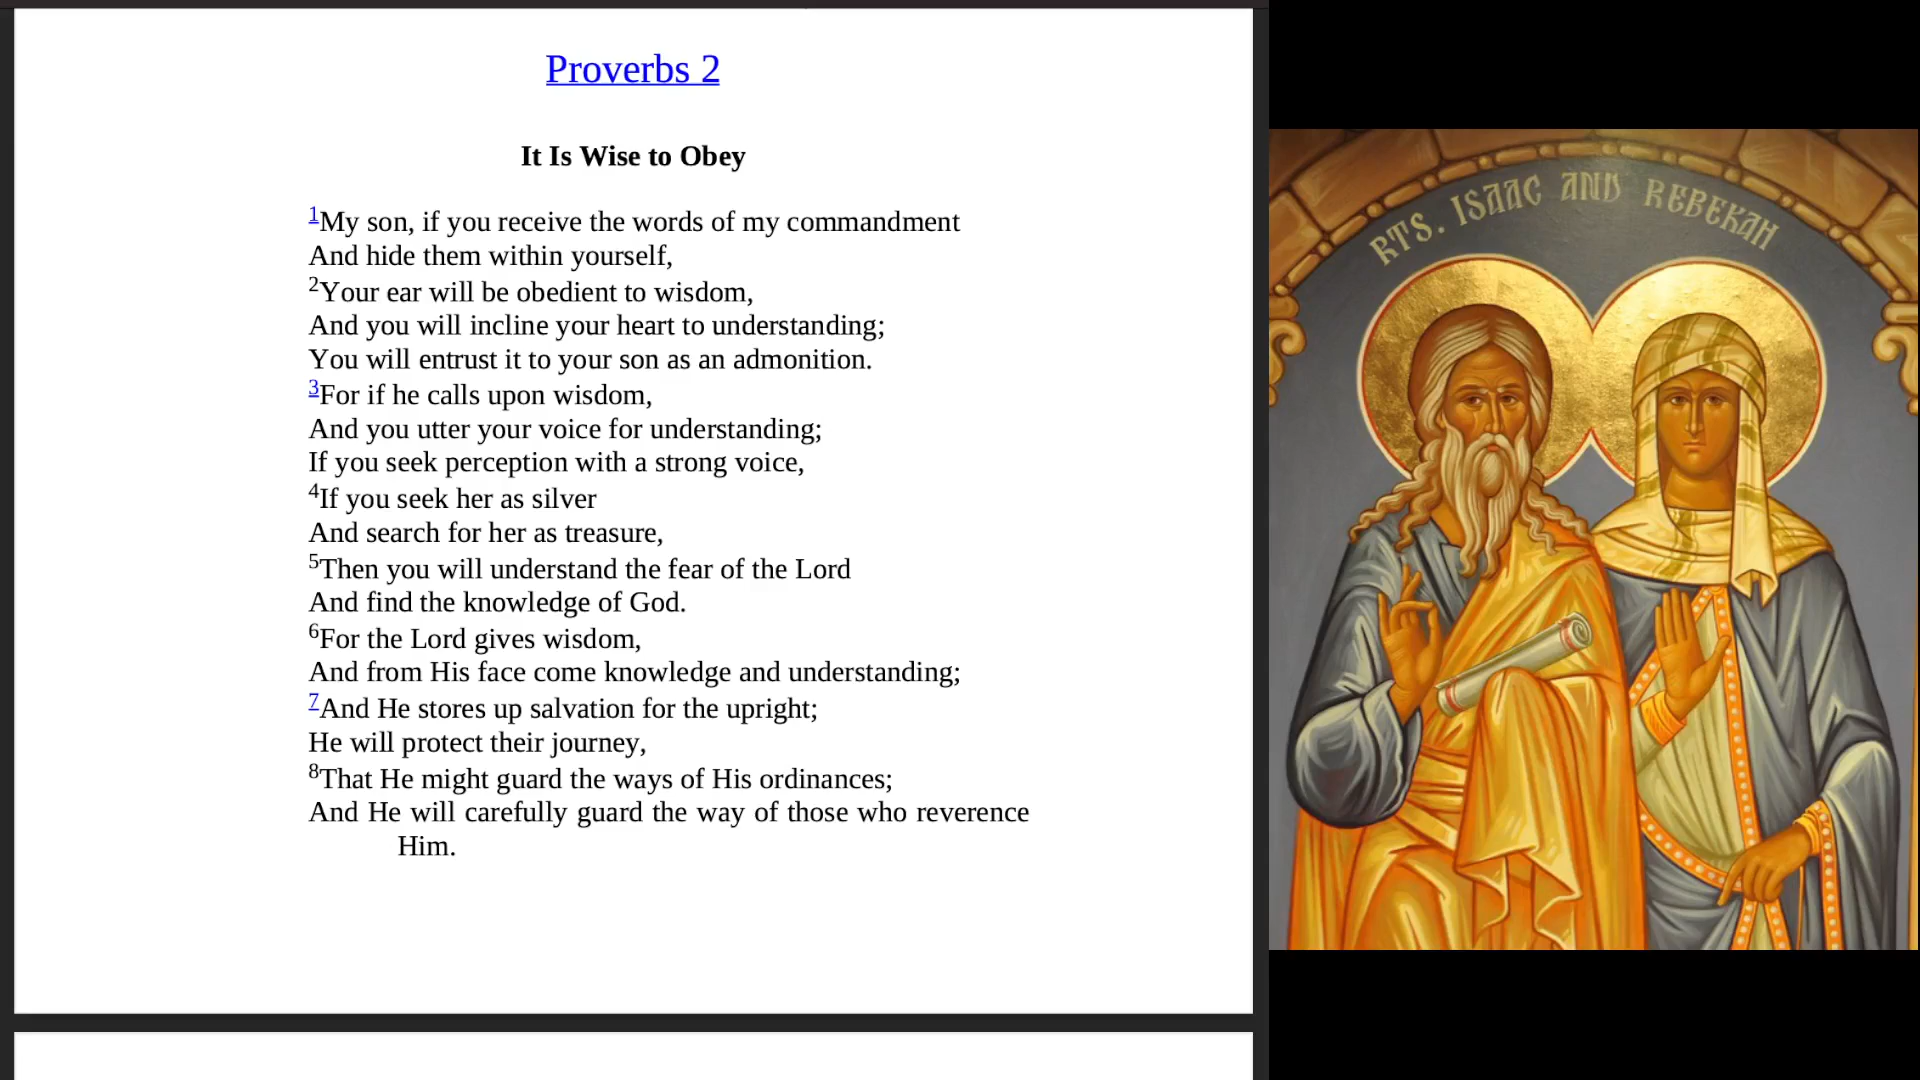 Proverbs 2
It Is Wise to Obey
1My son, if you receive the words of my commandment
And hide them within yourself,
2Your ear will be obedient to wisdom,
And you will incline your heart to understanding;
You will entrust it to your son as an admonition.
3For if he calls upon wisdom,
And you utter your voice for understanding;
If you seek perception with a strong voice,
4If you seek her as silver
And search for her as treasure,
5Then you will understand the fear of the Lord
And find the knowledge of God.
6For the Lord gives wisdom,
And from His face come knowledge and understanding;
7And He stores up salvation for the upright;
He will protect their journey,
8That He might guard the ways of His ordinances;
And He will carefully guard the way of those who reverence
Him.
RTS. ISAAC AND REBEKAH